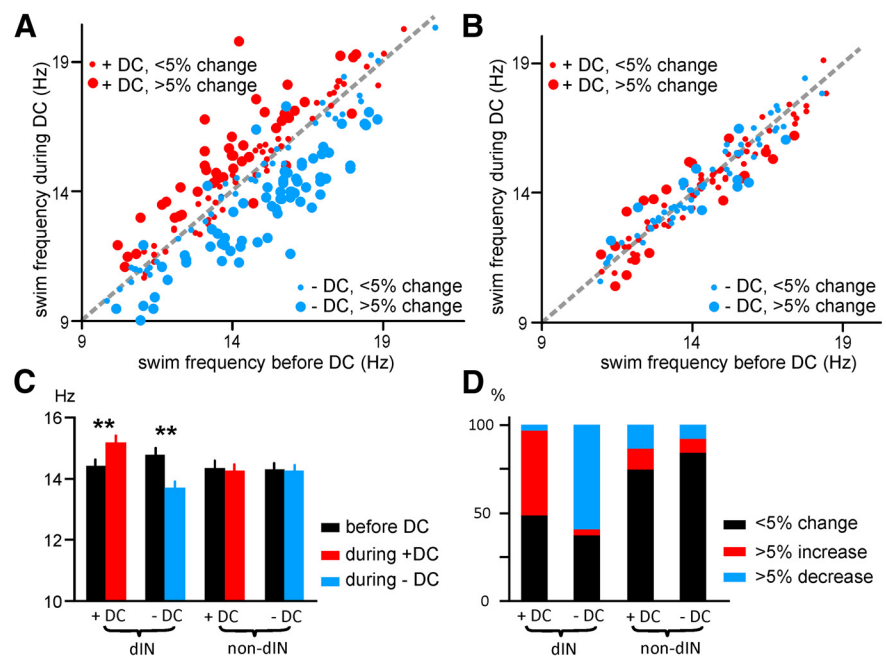 A
swim frequency during DC (Hz)
19
14
9
+ DC, <5% change
+ DC, >5% change
- DC, <5% change
- DC, >5% change
9 14 19
swim frequency before DC (Hz)
B
swim frequency during DC (Hz)
19
14
9
+ DC, <5% change
+ DC, >5% change
- DC, <5% change
- DC, >5% change
9 14 19
swim frequency before DC (Hz)
C
Hz
16
14
12
10
** **
before DC
during +DC
during - DC
+ DC - DC + DC - DC
dIN non-dIN
D
%
100
50
0
<5% change
>5% increase
>5% decrease
+ DC - DC + DC - DC
dIN non-dIN